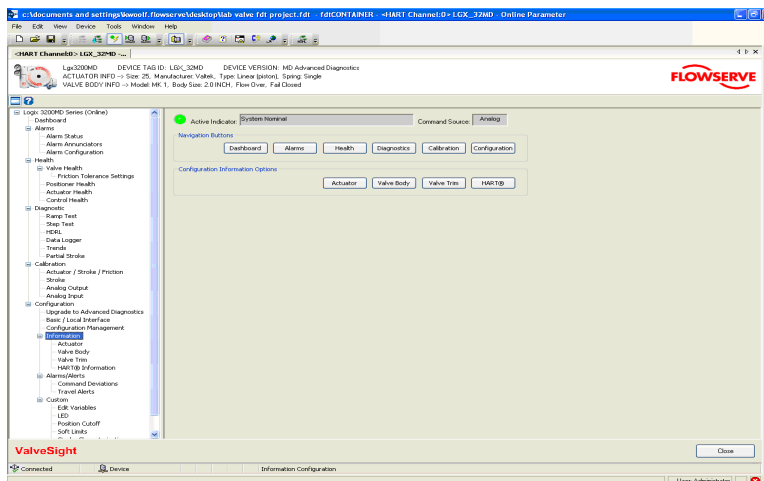 c:\documents and settings\kwoolf.flowserve\desktop\lab valve fdt project.fdt - fdtCONTAINER - <HART Channel:0> LGX_32MD - Online Parameter
File Edit View Device Tools Window Help
<HART Channel:0> LGX_32MD -...
Lgx3200MD DEVICE TAG ID: LGX_32MD DEVICE VERSION: MD Advanced Diagnostics
ACTUATOR INFO --> Size: 25, Manufacturer: Valtek, Type: Linear (piston), Spring: Single
VALVE BODY INFO --> Model: MK 1, Body Size: 2.0 INCH, Flow Over, Fail Closed
FLOWSERVE
Logix 3200MD Series (Online)
Dashboard
Alarms
Alarm Status
Alarm Annunciators
Alarm Configuration
Health
Valve Health
Friction Tolerance Settings
Positioner Health
Actuator Health
Control Health
Diagnostic
Ramp Test
Step Test
HDRL
Data Logger
Trends
Partial Stroke
Calibration
Actuator / Stroke / Friction
Stroke
Analog Output
Analog Input
Configuration
Upgrade to Advanced Diagnostics
Basic / Local Interface
Configuration Management
Information
Actuator
Valve Body
Valve Trim
HART® Information
Alarms/Alerts
Command Deviations
Travel Alerts
Custom
Edit Variables
LED
Position Cutoff
Soft Limits
Active Indicator: System Nominal Command Source: Analog
Navigation Buttons
Dashboard Alarms Health Diagnostics Calibration Configuration
Configuration Information Options
Actuator Valve Body Valve Trim HART®
ValveSight
Close
Connected Device Information Configuration
User: Administrator